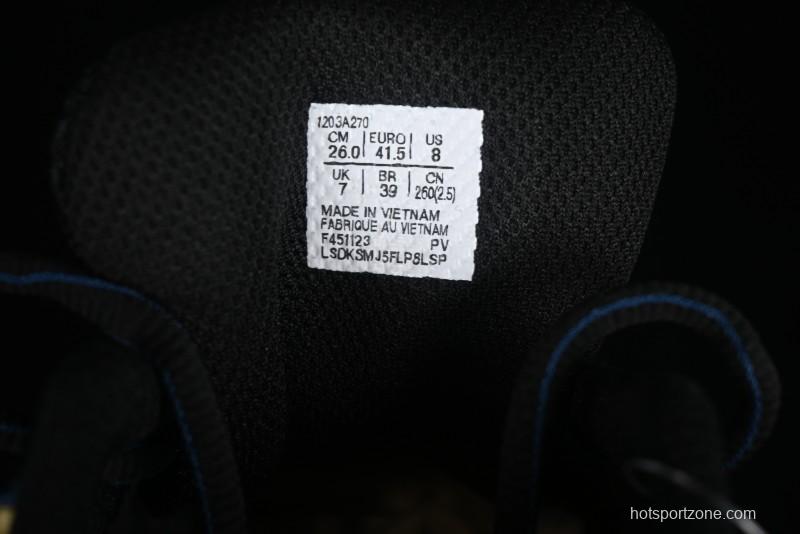 1203A270
CM | EURO | US
26.0 | 41.5 | 8
UK | BR | CN
7 | 39 | 260(2.5)
MADE IN VIETNAM
FABRIQUE AU VIETNAM
F451123 PV
LSDKSMJ5FLP8LSP
hotsportzone.com